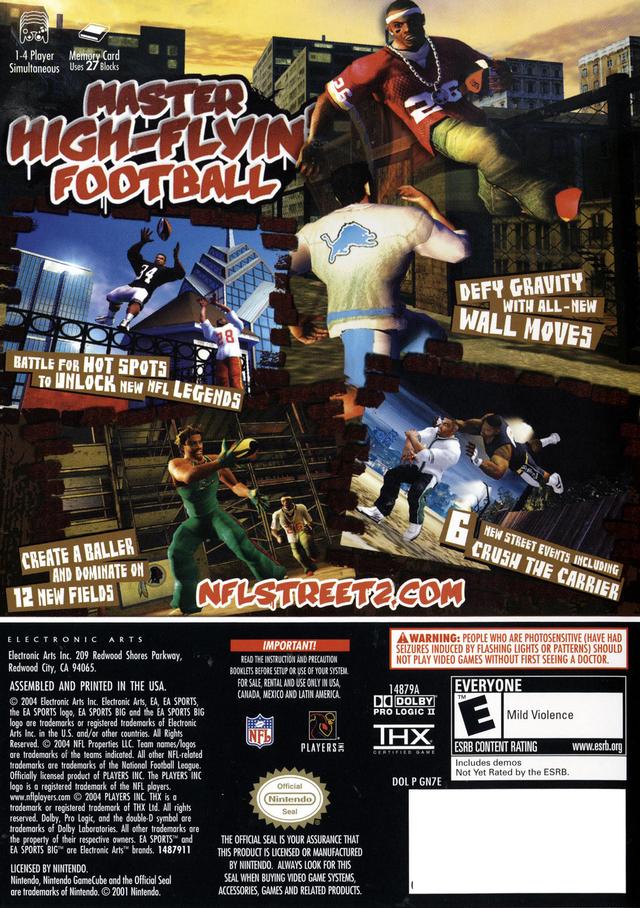 1-4 Player
Simultaneous
Memory Card
Uses 27 Blocks
MASTER
HIGH-FLYIN'
FOOTBALL
26
26
34
38
DEFY GRAVITY
WITH ALL-NEW
WALL MOVES
BATTLE FOR HOT SPOTS
TO UNLOCK NEW NFL LEGENDS
CREATE A BALLER
AND DOMINATE ON
12 NEW FIELDS
6 NEW STREET EVENTS INCLUDING
CRUSH THE CARRIER
NFLSTREET2.COM
ELECTRONIC ARTS
Electronic Arts Inc. 209 Redwood Shores Parkway,
Redwood City, CA 94065.
ASSEMBLED AND PRINTED IN THE USA.
© 2004 Electronic Arts Inc. Electronic Arts, EA, EA SPORTS,
the EA SPORTS logo, EA SPORTS BIG and the EA SPORTS BIG
logo are trademarks or registered trademarks of Electronic
Arts Inc. in the U.S. and/or other countries. All Rights
Reserved. © 2004 NFL Properties LLC. Team names/logos
are trademarks of the teams indicated. All other NFL-related
trademarks are trademarks of the National Football League.
Officially licensed product of PLAYERS INC. The PLAYERS INC
logo is a registered trademark of the NFL players.
www.nflplayers.com © 2004 PLAYERS INC. THX is a
trademark or registered trademark of THX Ltd. All rights
reserved. Dolby, Pro Logic, and the double-D symbol are
trademarks of Dolby Laboratories. All other trademarks are
the property of their respective owners. EA SPORTS™ and
EA SPORTS BIG™ are Electronic Arts™ brands. 1487911
LICENSED BY NINTENDO.
Nintendo, Nintendo GameCube and the Official Seal
are trademarks of Nintendo. © 2001 Nintendo.
IMPORTANT!
READ THE INSTRUCTION AND PRECAUTION
BOOKLETS BEFORE SETUP OR USE OF YOUR SYSTEM.
FOR SALE, RENTAL AND USE ONLY IN USA,
CANADA, MEXICO AND LATIN AMERICA.
NFL
PLAYERS INC
Official
Nintendo
Seal
THE OFFICIAL SEAL IS YOUR ASSURANCE THAT
THIS PRODUCT IS LICENSED OR MANUFACTURED
BY NINTENDO. ALWAYS LOOK FOR THIS
SEAL WHEN BUYING VIDEO GAME SYSTEMS,
ACCESSORIES, GAMES AND RELATED PRODUCTS.
WARNING: PEOPLE WHO ARE PHOTOSENSITIVE (HAVE HAD
SEIZURES INDUCED BY FLASHING LIGHTS OR PATTERNS) SHOULD
NOT PLAY VIDEO GAMES WITHOUT FIRST SEEING A DOCTOR.
14879A
DOLBY
PRO LOGIC II
THX
CERTIFIED GAME
DOL P GN7E
EVERYONE
E
TM
Mild Violence
ESRB CONTENT RATING www.esrb.org
Includes demos
Not Yet Rated by the ESRB.